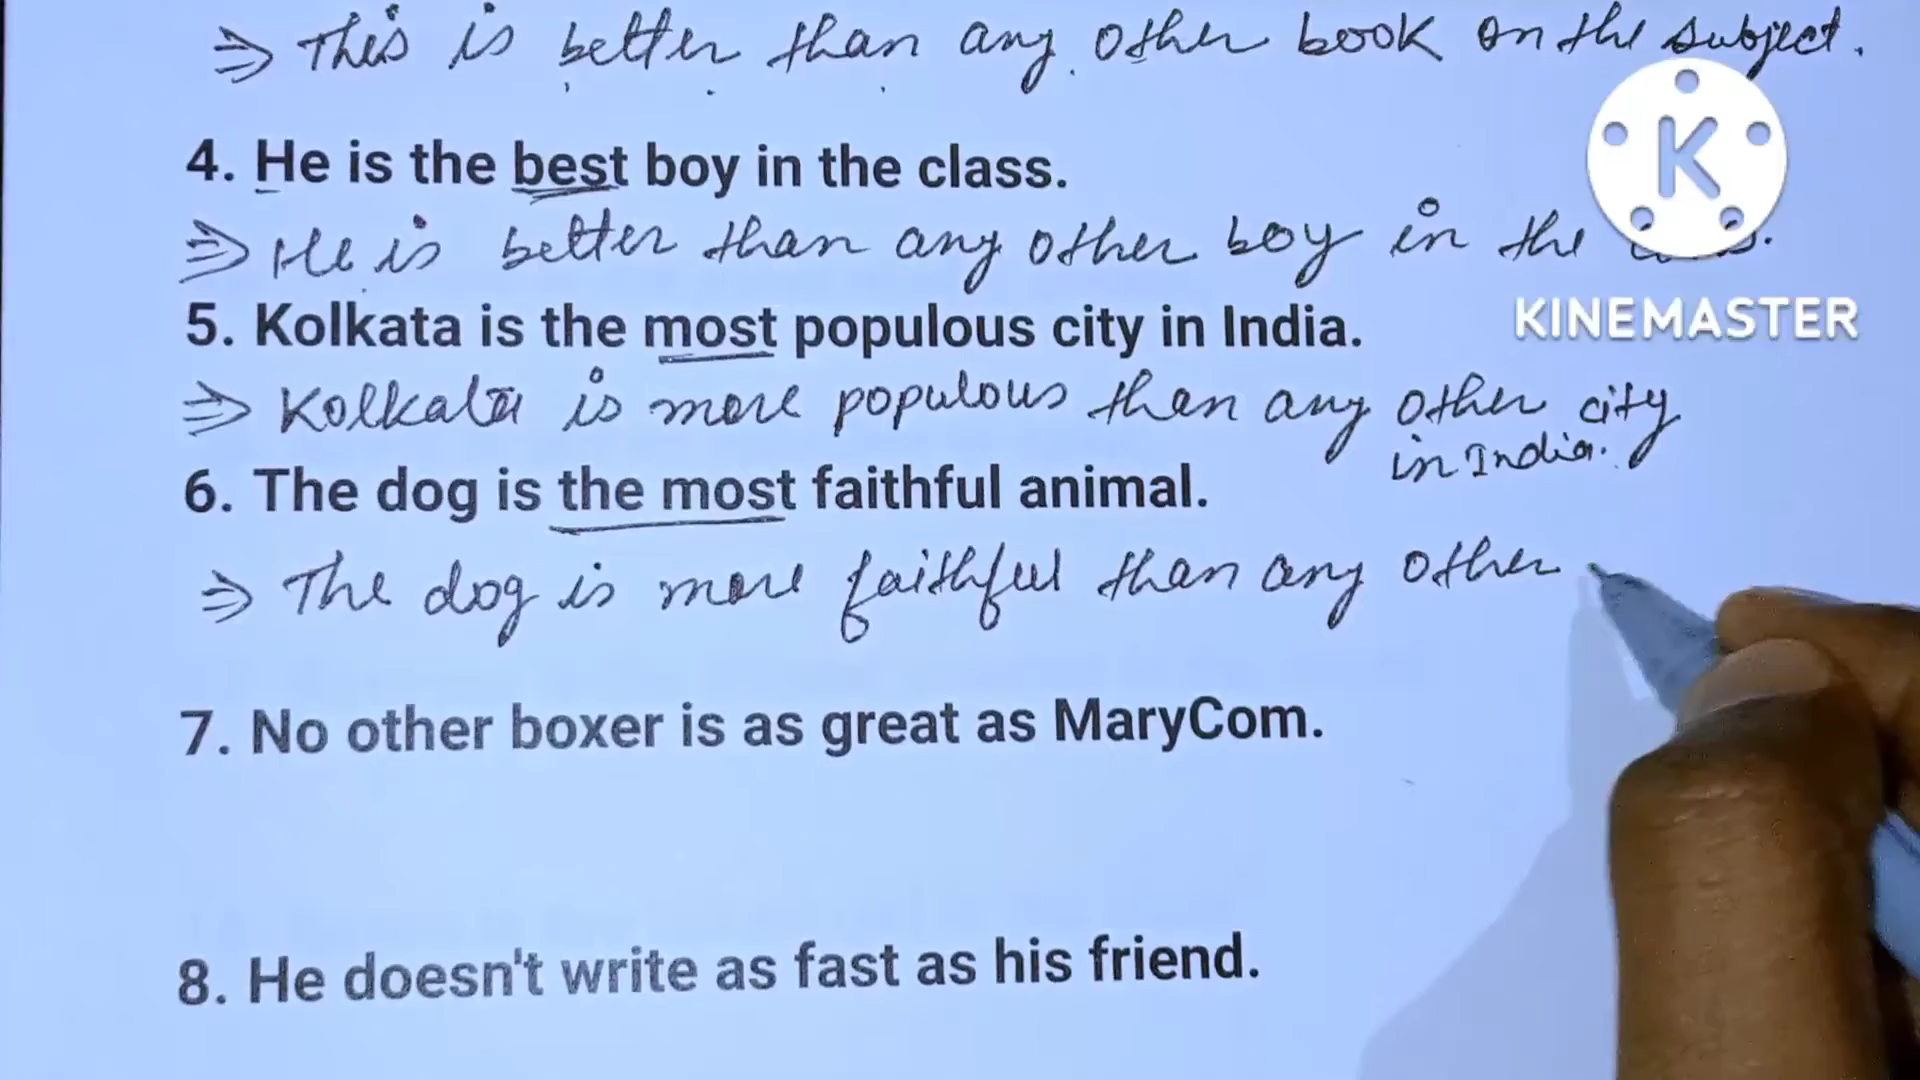 ⇒ This is better than any other book on the subject.
4. He is the best boy in the class.
⇒ He is better than any other boy in the
KINEMASTER
5. Kolkata is the most populous city in India.
⇒ Kolkata is more populous than any other city
in India.
6. The dog is the most faithful animal.
⇒ The dog is more faithful than any other
7. No other boxer is as great as MaryCom.
8. He doesn't write as fast as his friend.